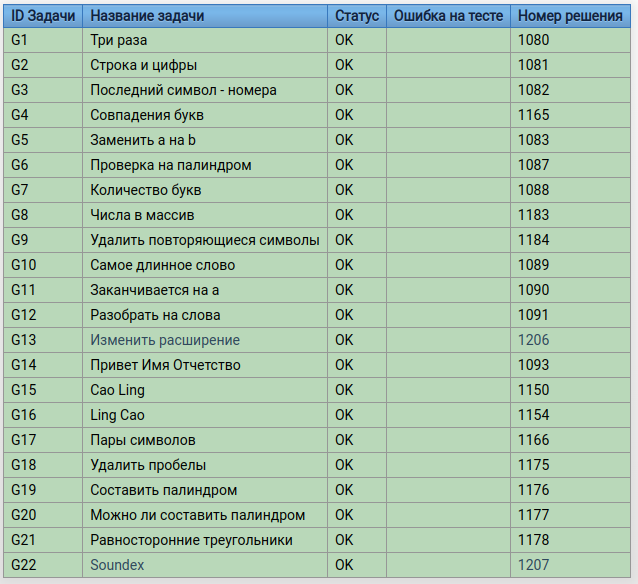 ID Задачи Название задачи Статус Ошибка на тесте Номер решения
G1 Три раза OK 1080
G2 Строка и цифры OK 1081
G3 Последний символ - номера OK 1082
G4 Совпадения букв OK 1165
G5 Заменить a на b OK 1083
G6 Проверка на палиндром OK 1087
G7 Количество букв OK 1088
G8 Числа в массив OK 1183
G9 Удалить повторяющиеся символы OK 1184
G10 Самое длинное слово OK 1089
G11 Заканчивается на a OK 1090
G12 Разобрать на слова OK 1091
G13 Изменить расширение OK 1206
G14 Привет Имя Отчетство OK 1093
G15 Cao Ling OK 1150
G16 Ling Cao OK 1154
G17 Пары символов OK 1166
G18 Удалить пробелы OK 1175
G19 Составить палиндром OK 1176
G20 Можно ли составить палиндром OK 1177
G21 Равносторонние треугольники OK 1178
G22 Soundex OK 1207